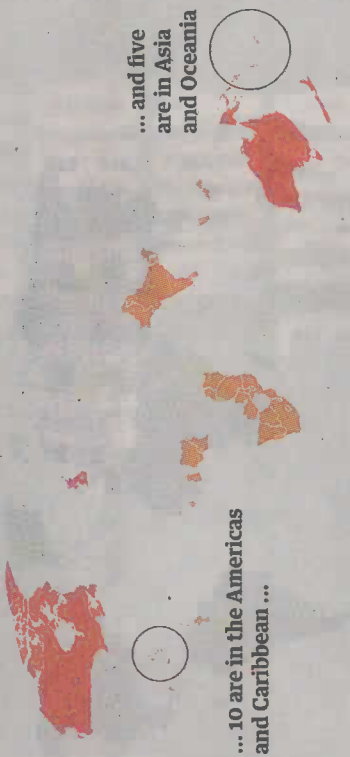 ... 10 are in the Americas
and Caribbean ...
... and five
are in Asia
and Oceania